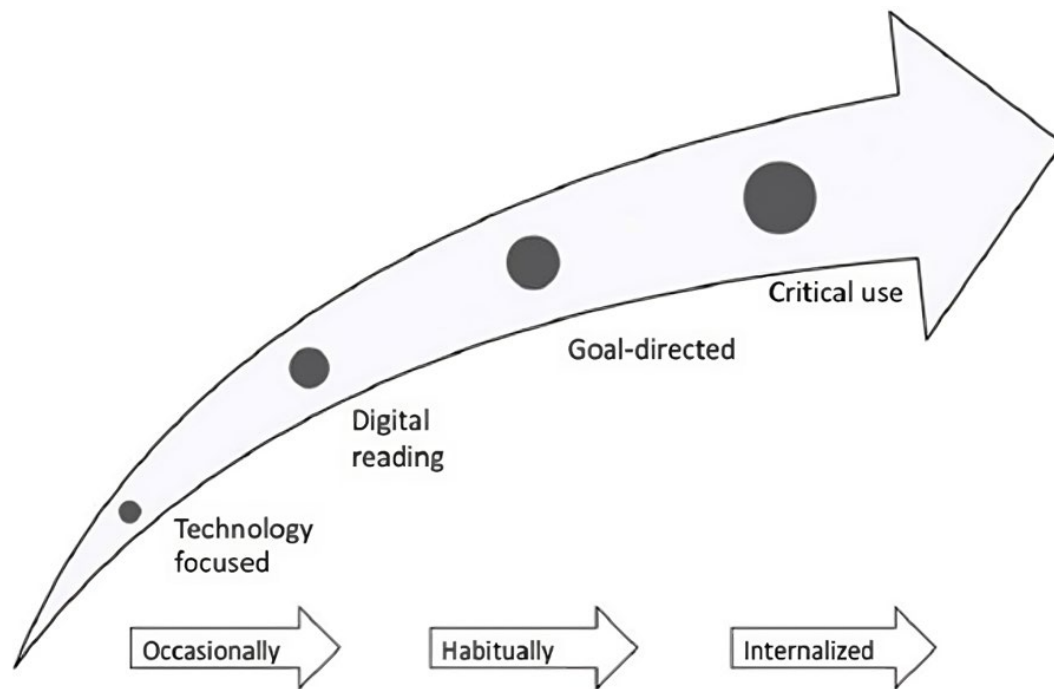 Critical use
Goal-directed
Digital
reading
Technology
focused
Occasionally
Habitually
Internalized